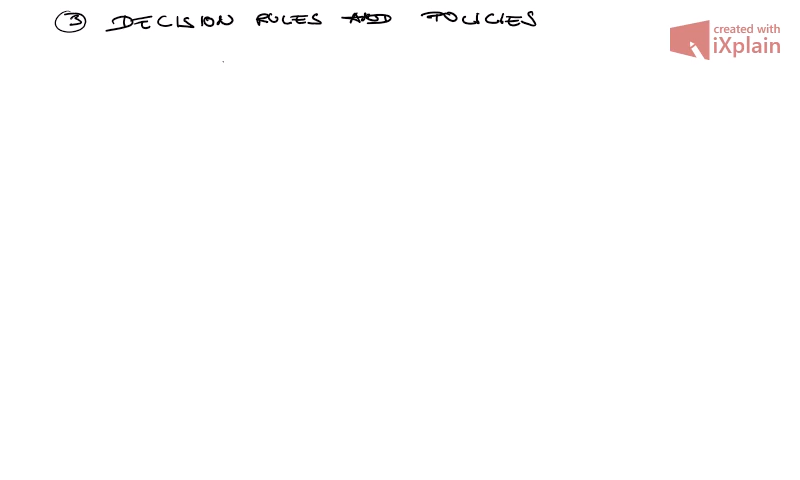 ③ DECISION RULES AND POLICIES
created with
iXplain